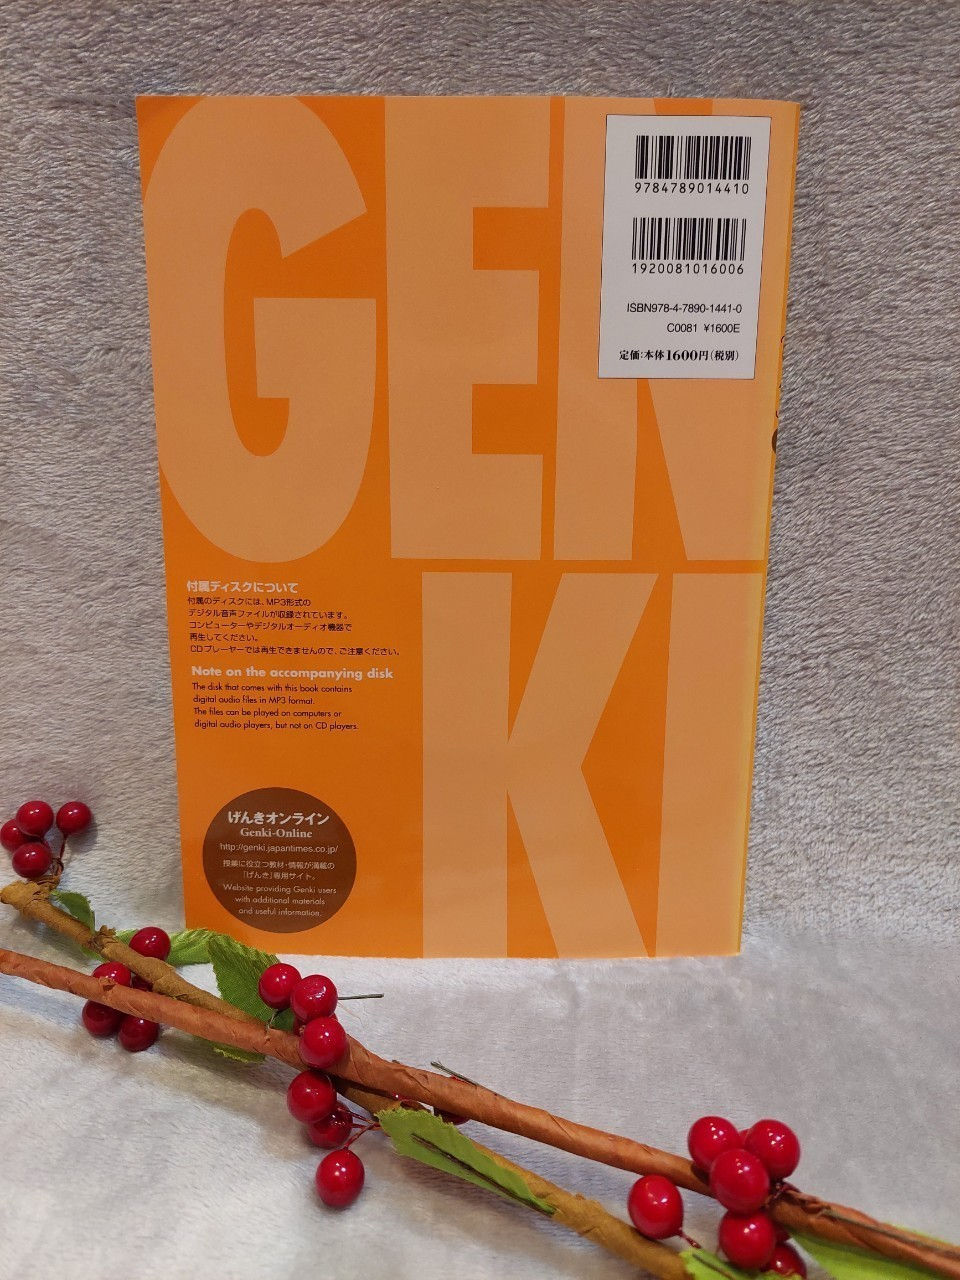 GEN
KI
9784789014410
1920081016006
ISBN978-4-7890-1441-0
C0081 ¥1600E
定価:本体1600円(税別)
付属ディスクについて
付属のディスクには、MP3形式の
デジタル音声ファイルが収録されています。
コンピューターやデジタルオーディオ機器で
再生してください。
CDプレーヤーでは再生できませんので、ご注意ください。
Note on the accompanying disk
The disk that comes with this book contains
digital audio files in MP3 format.
The files can be played on computers or
digital audio players, but not on CD players.
げんきオンライン
Genki-Online
http://genki.japantimes.co.jp/
授業に役立つ教材・情報が満載の
『げんき』専用サイト。
Website providing Genki users
with additional materials
and useful information.